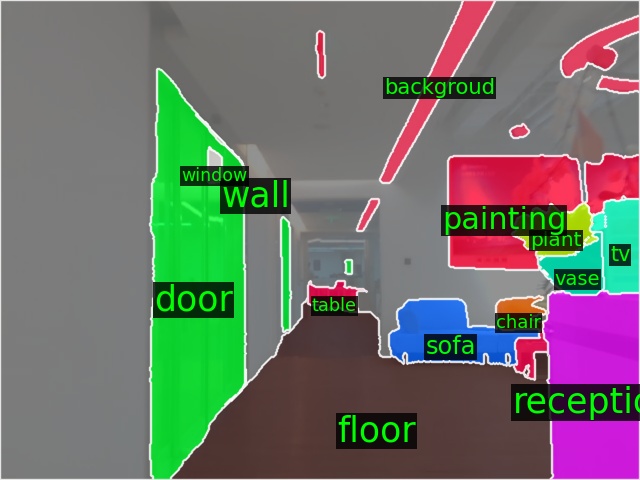 backgroud
window
wall
painting
plant
tv
vase
door
table
chair
sofa
receptio
floor